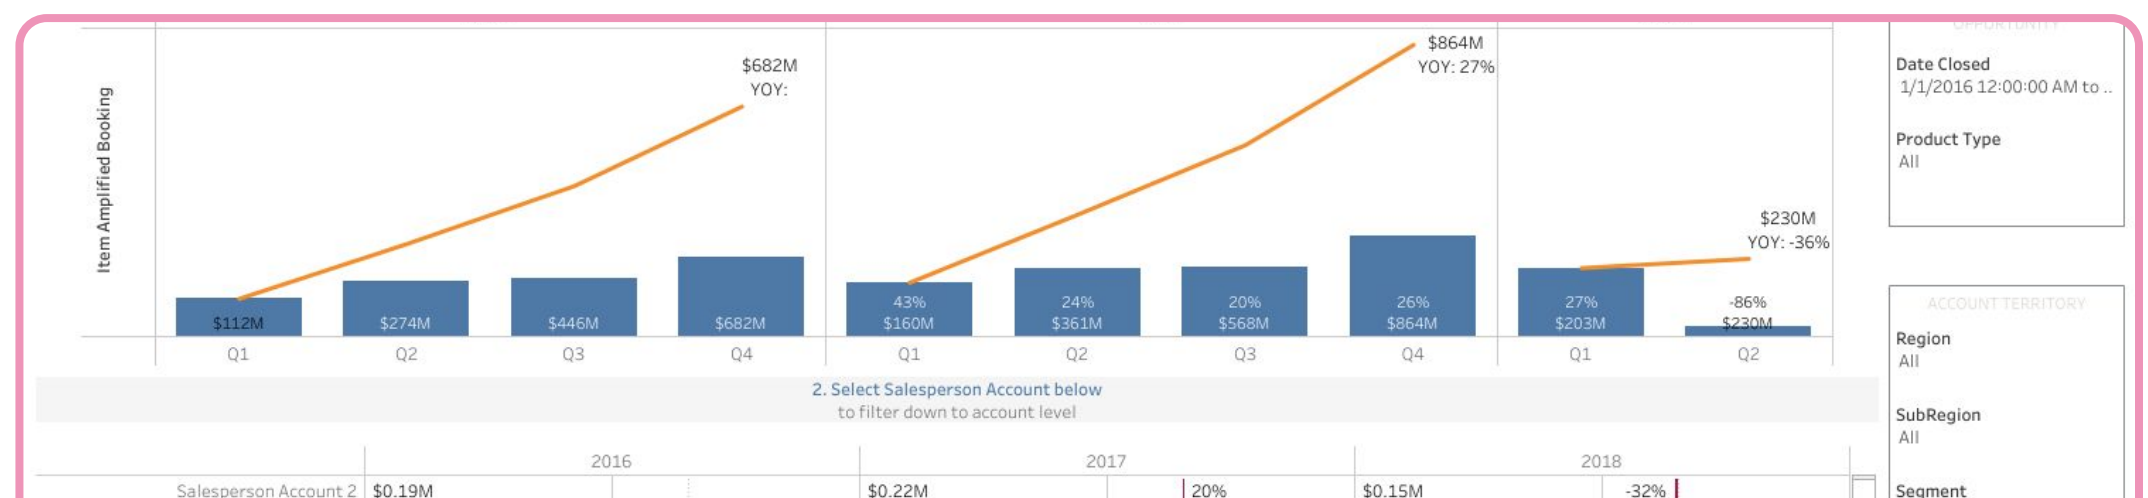 Item Amplified Booking
$682M
YOY:
$864M
YOY: 27%
$230M
YOY: -36%
43%
24%
20%
26%
27%
-86%
$112M
$274M
$446M
$682M
$160M
$361M
$568M
$864M
$203M
$230M
Q1
Q2
Q3
Q4
Q1
Q2
Q3
Q4
Q1
Q2
2. Select Salesperson Account below
to filter down to account level
2016
2017
2018
Salesperson Account 2
$0.19M
$0.22M
20%
$0.15M
-32%
OPPORTUNITY
Date Closed
1/1/2016 12:00:00 AM to ..
Product Type
All
ACCOUNT TERRITORY
Region
All
SubRegion
All
Segment